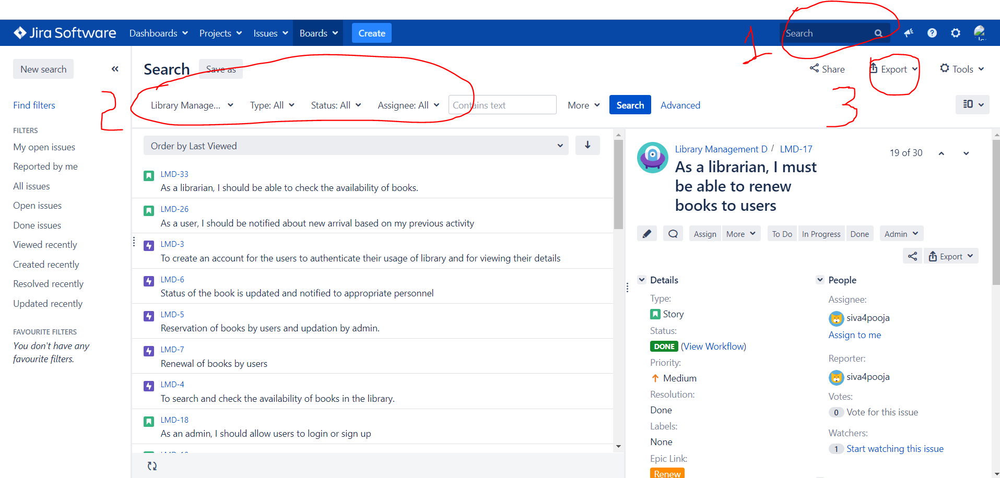 Jira Software Dashboards Projects Issues Boards Create Search
1
New search
Search Save as Share Export Tools
2
3
Find filters
Library Manage... Type: All Status: All Assignee: All Contains text More Search Advanced
FILTERS
My open issues
Reported by me
All issues
Open issues
Done issues
Viewed recently
Created recently
Resolved recently
Updated recently
FAVOURITE FILTERS
You don't have any
favourite filters.
Order by Last Viewed
LMD-33
As a librarian, I should be able to check the availability of books.
LMD-26
As a user, I should be notified about new arrival based on my previous activity
LMD-3
To create an account for the users to authenticate their usage of library and for viewing their details
LMD-6
Status of the book is updated and notified to appropriate personnel
LMD-5
Reservation of books by users and updation by admin.
LMD-7
Renewal of books by users
LMD-4
To search and check the availability of books in the library.
LMD-18
As an admin, I should allow users to login or sign up
Library Management D / LMD-17
19 of 30
As a librarian, I must
be able to renew
books to users
Assign More To Do In Progress Done Admin
Export
Details
Type:
Story
Status:
DONE (View Workflow)
Priority:
Medium
Resolution:
Done
Labels:
None
Epic Link:
Renew
People
Assignee:
siva4pooja
Assign to me
Reporter:
siva4pooja
Votes:
0 Vote for this issue
Watchers:
1 Start watching this issue